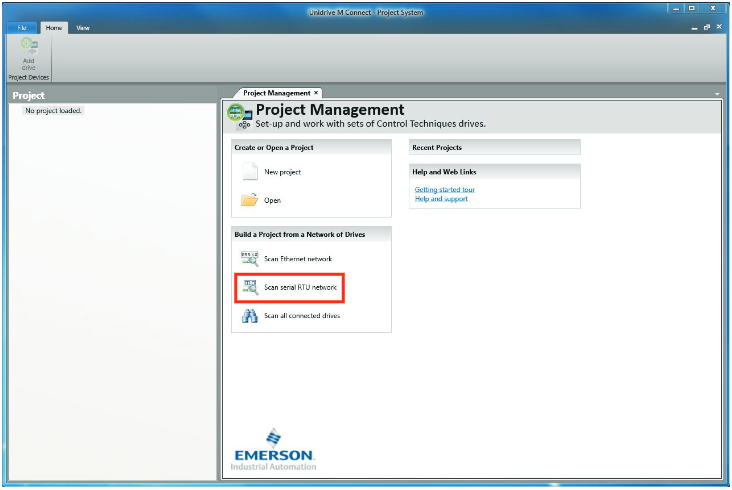 Unidrive M Connect - Project System
File Home View
Add
drive
Project Devices
Project
No project loaded.
Project Management ×
Project Management
Set-up and work with sets of Control Techniques drives.
Create or Open a Project
New project
Open
Build a Project from a Network of Drives
Scan Ethernet network
Scan serial RTU network
Scan all connected drives
Recent Projects
Help and Web Links
Getting started tour
Help and support
EMERSON
Industrial Automation